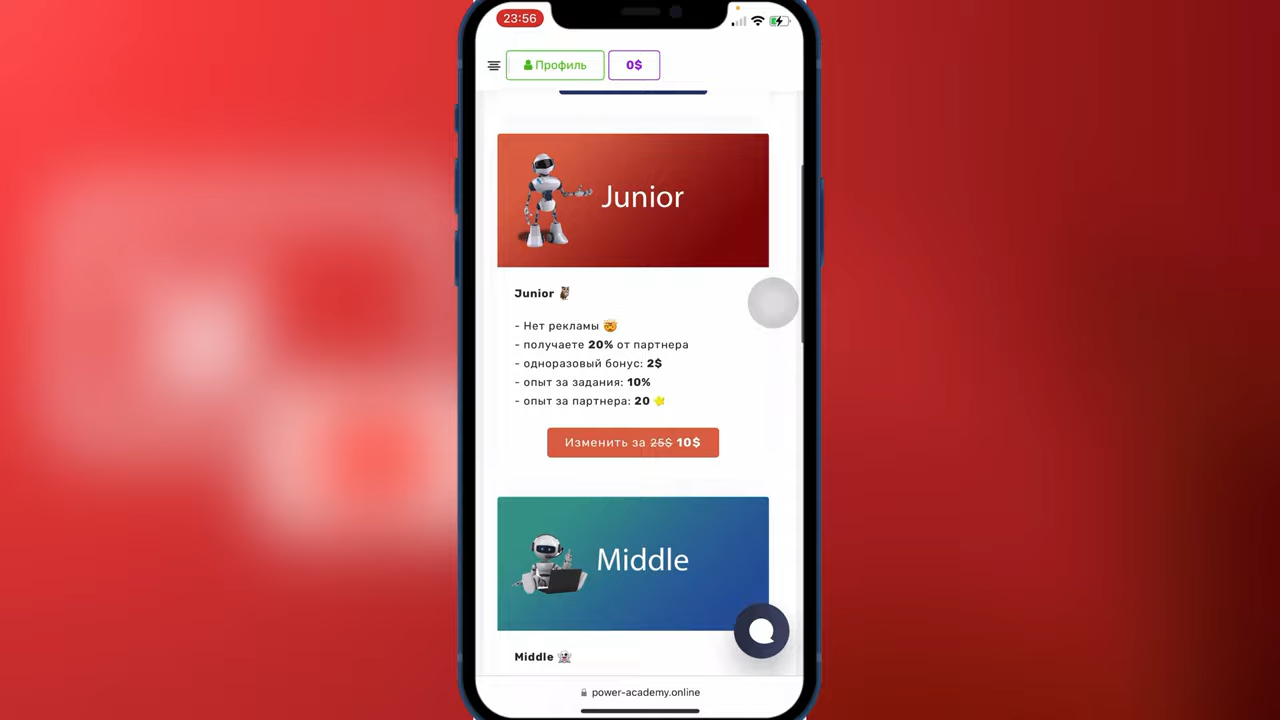 23:56
Профиль 0$
Junior
Junior
- Нет рекламы
- получаете 20% от партнера
- одноразовый бонус: 2$
- опыт за задания: 10%
- опыт за партнера: 20
Изменить за 25$ 10$
Middle
Middle
power-academy.online